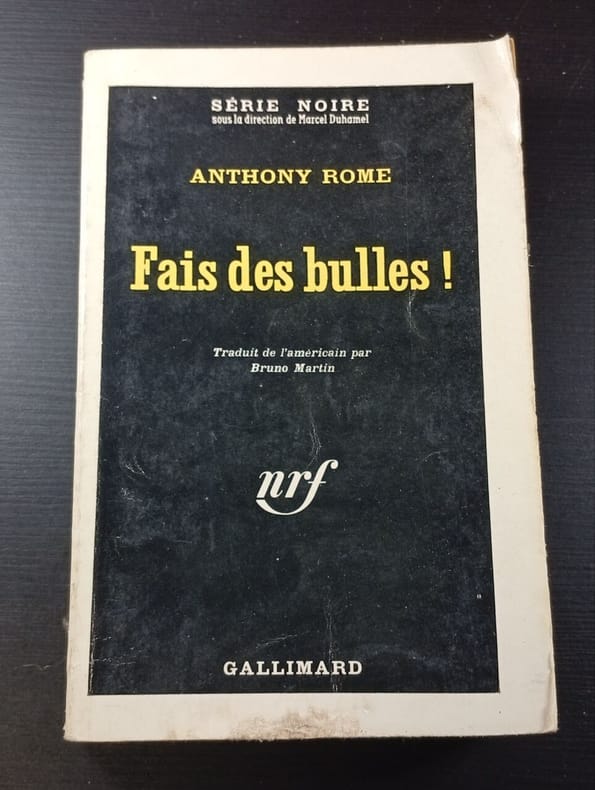 SÉRIE NOIRE
sous la direction de Marcel Duhamel
ANTHONY ROME
Fais des bulles !
Traduit de l'américain par
Bruno Martin
nrf
GALLIMARD